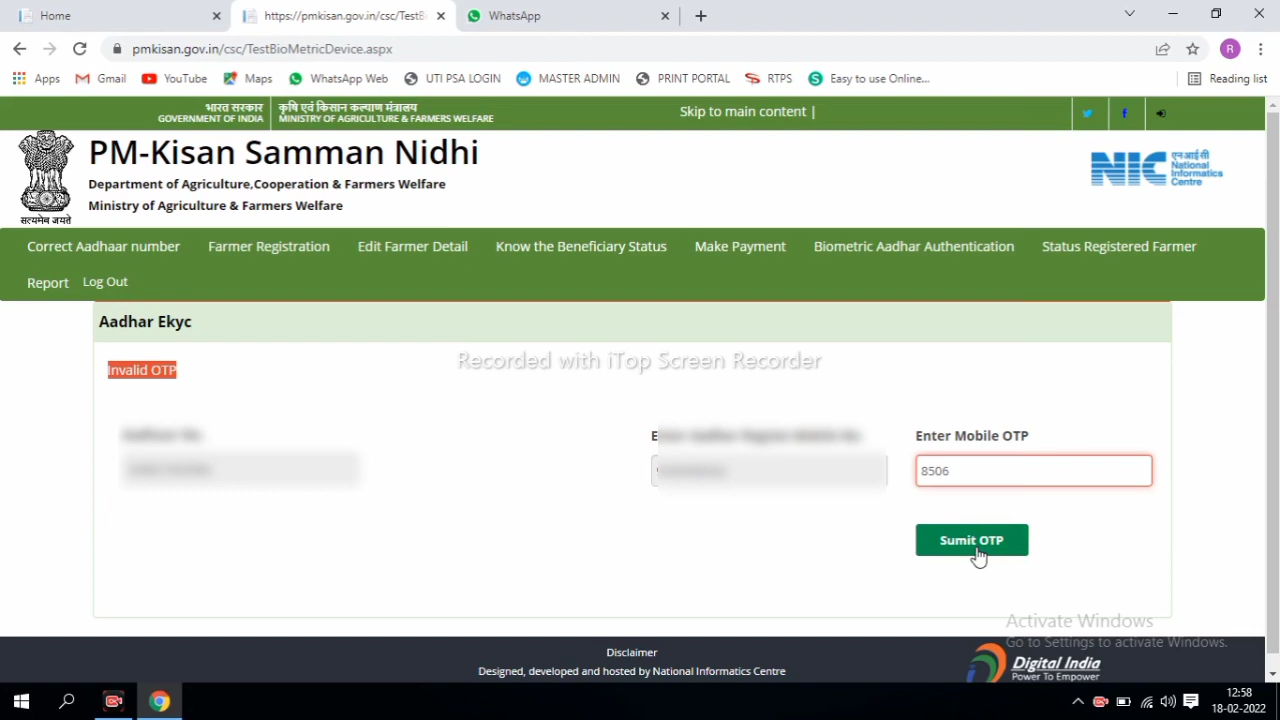 Home
https://pmkisan.gov.in/csc/TestB
WhatsApp
pmkisan.gov.in/csc/TestBioMetricDevice.aspx
R
Apps
Gmail
YouTube
Maps
WhatsApp Web
UTI PSA LOGIN
MASTER ADMIN
PRINT PORTAL
RTPS
Easy to use Online...
Reading list
भारत सरकार
GOVERNMENT OF INDIA
कृषि एवं किसान कल्याण मंत्रालय
MINISTRY OF AGRICULTURE & FARMERS WELFARE
Skip to main content |
सत्यमेव जयते
PM-Kisan Samman Nidhi
Department of Agriculture,Cooperation & Farmers Welfare
Ministry of Agriculture & Farmers Welfare
NIC
एन आई सी
National
Informatics
Centre
Correct Aadhaar number
Farmer Registration
Edit Farmer Detail
Know the Beneficiary Status
Make Payment
Biometric Aadhar Authentication
Status Registered Farmer
Report
Log Out
Aadhar Ekyc
Invalid OTP
Recorded with iTop Screen Recorder
Enter Mobile OTP
8506
Sumit OTP
Activate Windows
Go to Settings to activate Windows.
Disclaimer
Designed, developed and hosted by National Informatics Centre
Digital India
Power To Empower
12:58
18-02-2022